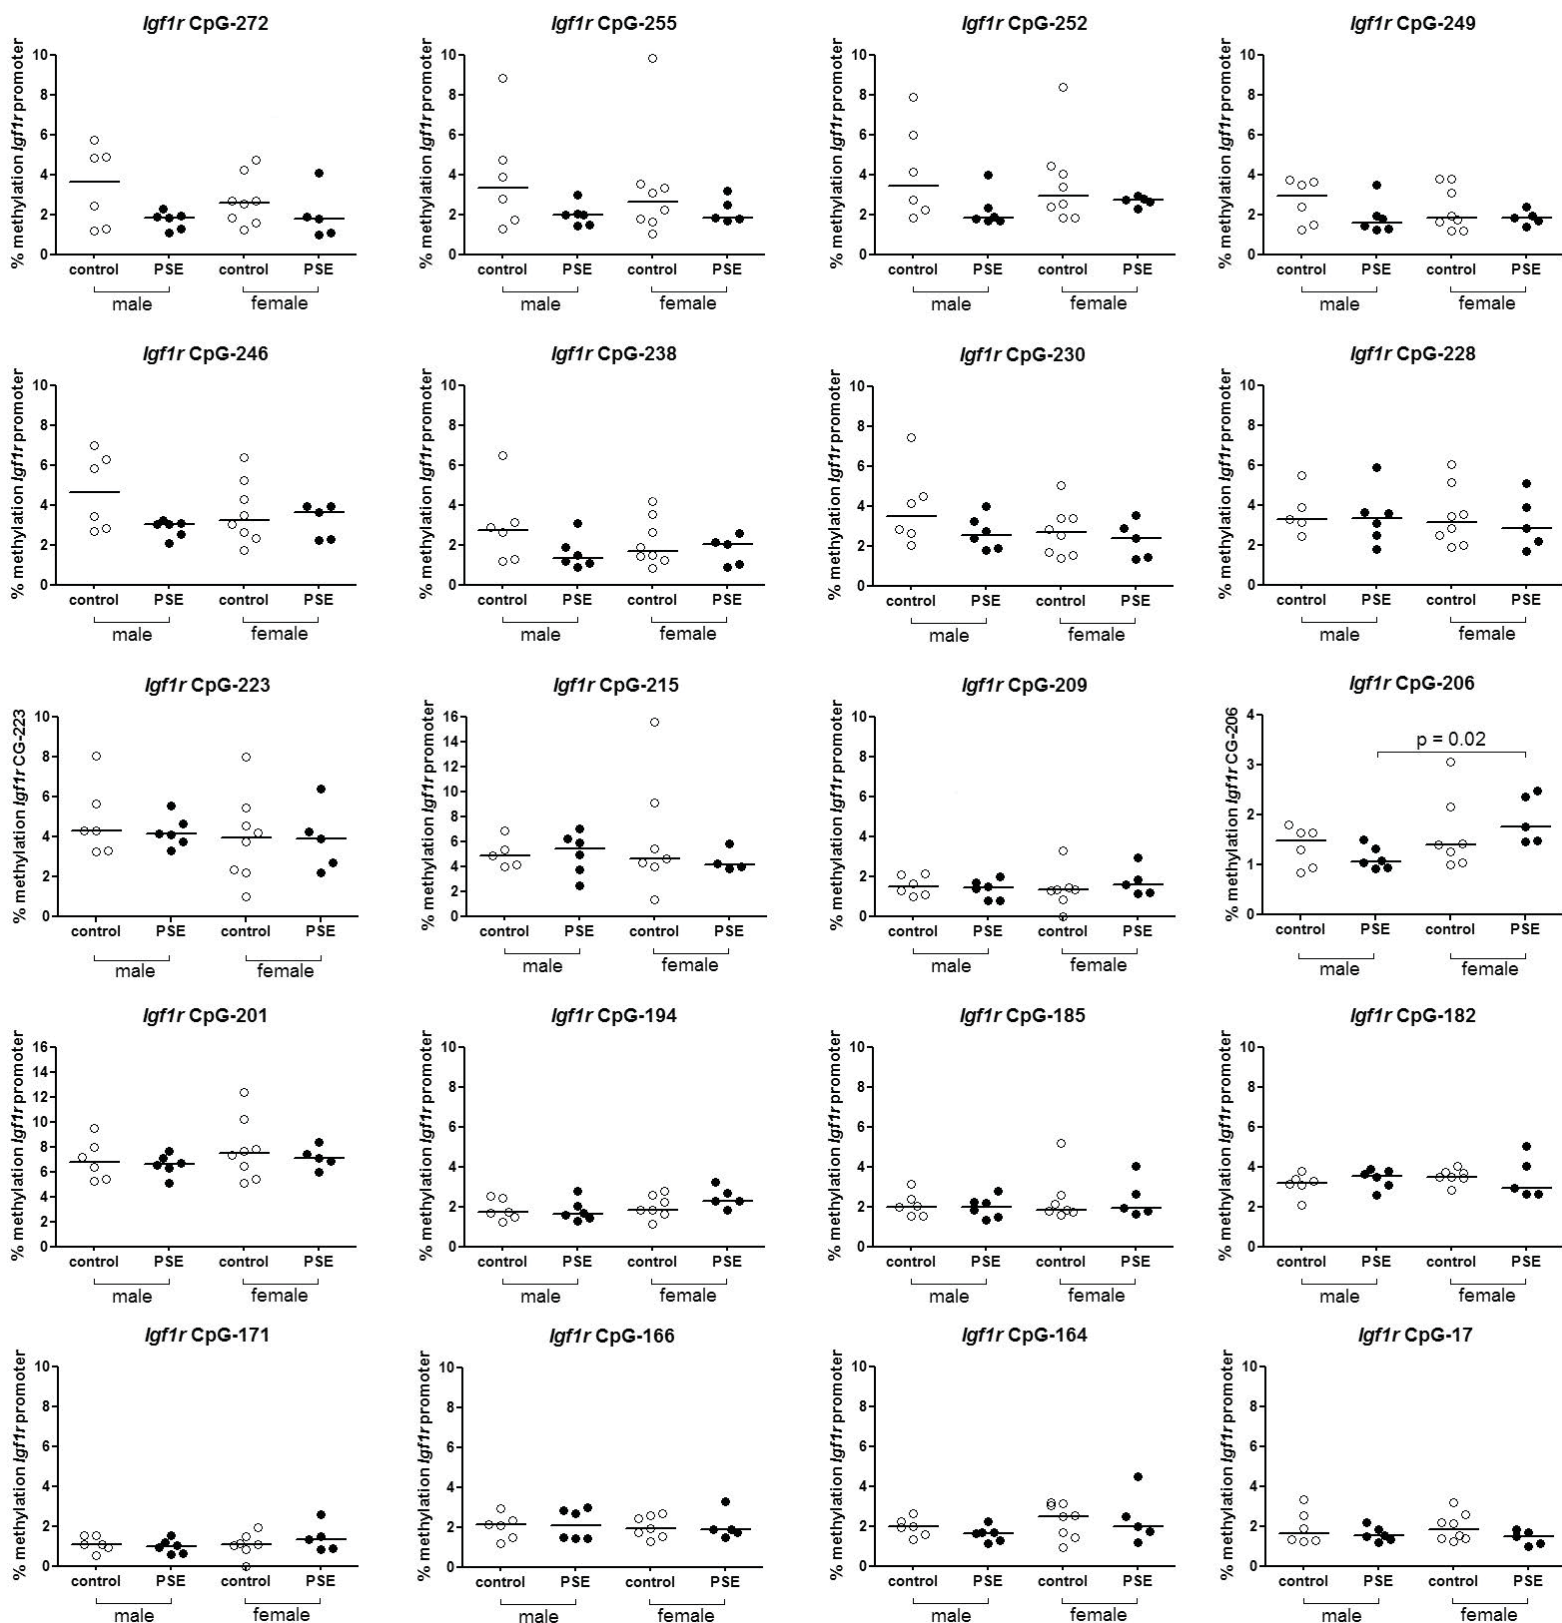 Igf1r CpG-272
% methylation Igf1r promoter
10
8
6
4
2
0
control PSE control PSE
male female
Igf1r CpG-255
% methylation Igf1r promoter
10
8
6
4
2
0
control PSE control PSE
male female
Igf1r CpG-252
% methylation Igf1r promoter
10
8
6
4
2
0
control PSE control PSE
male female
Igf1r CpG-249
% methylation Igf1r promoter
10
8
6
4
2
0
control PSE control PSE
male female
Igf1r CpG-246
% methylation Igf1r promoter
10
8
6
4
2
0
control PSE control PSE
male female
Igf1r CpG-238
% methylation Igf1r promoter
10
8
6
4
2
0
control PSE control PSE
male female
Igf1r CpG-230
% methylation Igf1r promoter
10
8
6
4
2
0
control PSE control PSE
male female
Igf1r CpG-228
% methylation Igf1r promoter
10
8
6
4
2
0
control PSE control PSE
male female
Igf1r CpG-223
% methylation Igf1r CG-223
10
8
6
4
2
0
control PSE control PSE
male female
Igf1r CpG-215
% methylation Igf1r promoter
16
14
12
10
8
6
4
2
0
control PSE control PSE
male female
Igf1r CpG-209
% methylation Igf1r promoter
10
8
6
4
2
0
control PSE control PSE
male female
Igf1r CpG-206
% methylation Igf1r CG-206
4
3
2
1
0
p = 0.02
control PSE control PSE
male female
Igf1r CpG-201
% methylation Igf1r promoter
16
14
12
10
8
6
4
2
0
control PSE control PSE
male female
Igf1r CpG-194
% methylation Igf1r promoter
10
8
6
4
2
0
control PSE control PSE
male female
Igf1r CpG-185
% methylation Igf1r promoter
10
8
6
4
2
0
control PSE control PSE
male female
Igf1r CpG-182
% methylation Igf1r promoter
10
8
6
4
2
0
control PSE control PSE
male female
Igf1r CpG-171
% methylation Igf1r promoter
10
8
6
4
2
0
control PSE control PSE
male female
Igf1r CpG-166
% methylation Igf1r promoter
10
8
6
4
2
0
control PSE control PSE
male female
Igf1r CpG-164
% methylation Igf1r promoter
10
8
6
4
2
0
control PSE control PSE
male female
Igf1r CpG-17
% methylation Igf1r promoter
10
8
6
4
2
0
control PSE control PSE
male female